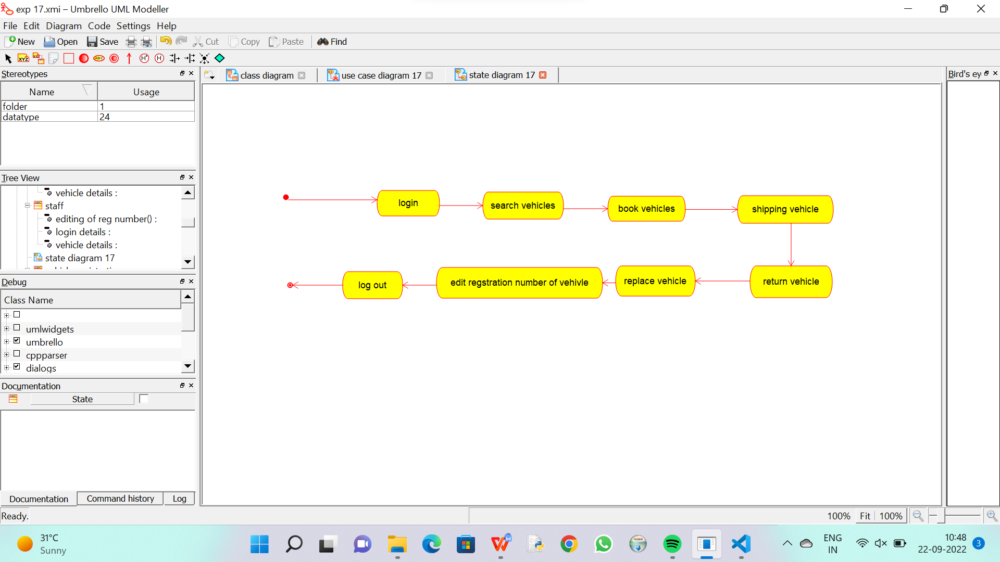 exp 17.xmi – Umbrello UML Modeller
File Edit Diagram Code Settings Help
New Open Save Cut Copy Paste Find
XYZ XYZ ABC H* H
Stereotypes
Name Usage
folder 1
datatype 24
Tree View
vehicle details :
staff
editing of reg number() :
login details :
vehicle details :
state diagram 17
Debug
Class Name
umlwidgets
umbrello
cppparser
dialogs
Documentation
State
Documentation Command history Log
class diagram use case diagram 17 state diagram 17
Bird's ey
login
search vehicles
book vehicles
shipping vehicle
log out
edit regstration number of vehivle
replace vehicle
return vehicle
Ready.
100% Fit 100%
31°C
Sunny
ENG
IN
10:48
22-09-2022
3